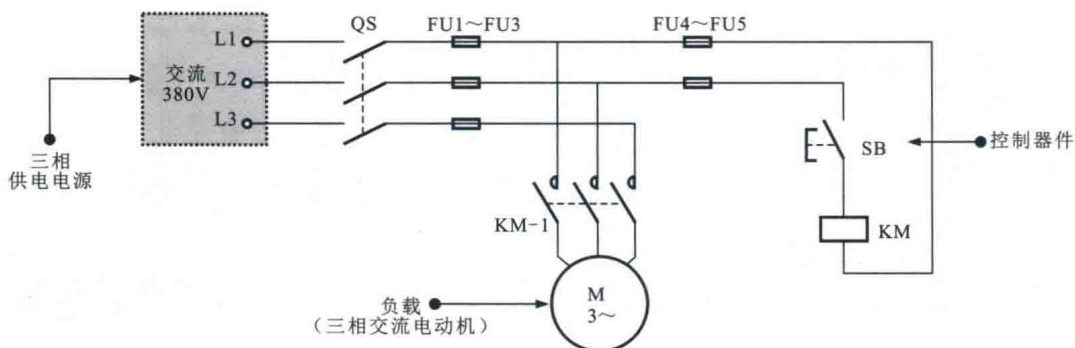 QS
FU1～FU3
FU4～FU5
L1
交流
380V
L2
L3
三相
供电电源
SB
控制器件
KM-1
KM
负载
（三相交流电动机）
M
3～